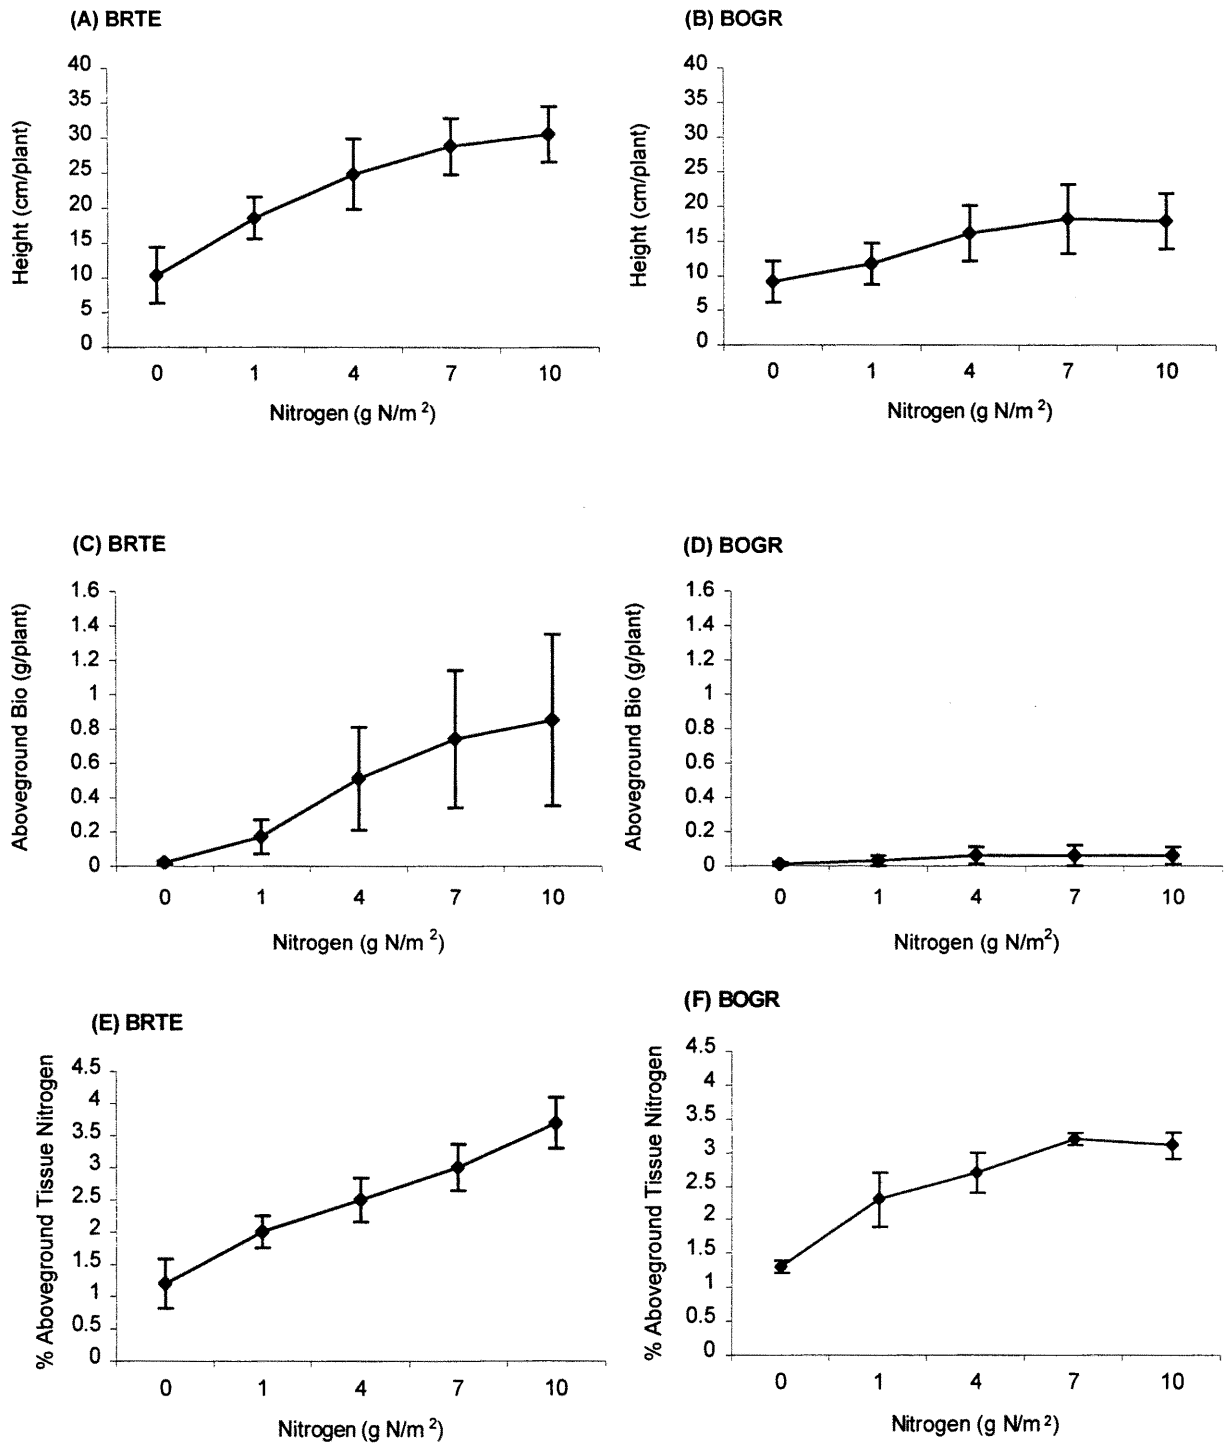 (A) BRTE
Height (cm/plant)
40
35
30
25
20
15
10
5
0
0 1 4 7 10
Nitrogen (g N/m²)
(B) BOGR
Height (cm/plant)
40
35
30
25
20
15
10
5
0
0 1 4 7 10
Nitrogen (g N/m²)
(C) BRTE
Aboveground Bio (g/plant)
1.6
1.4
1.2
1
0.8
0.6
0.4
0.2
0
0 1 4 7 10
Nitrogen (g N/m²)
(D) BOGR
Aboveground Bio (g/plant)
1.6
1.4
1.2
1
0.8
0.6
0.4
0.2
0
0 1 4 7 10
Nitrogen (g N/m²)
(E) BRTE
% Aboveground Tissue Nitrogen
4.5
4
3.5
3
2.5
2
1.5
1
0.5
0
0 1 4 7 10
Nitrogen (g N/m²)
(F) BOGR
% Aboveground Tissue Nitrogen
4.5
4
3.5
3
2.5
2
1.5
1
0.5
0
0 1 4 7 10
Nitrogen (g N/m²)